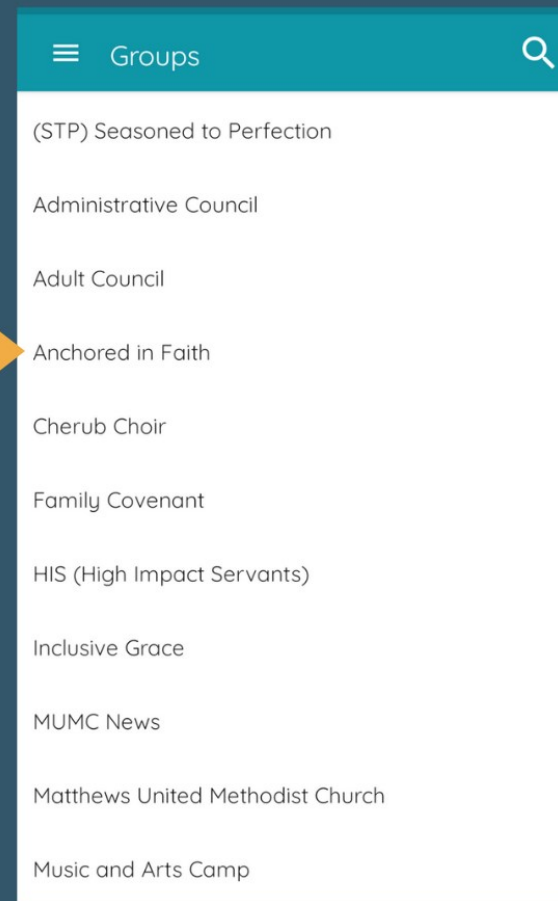 Groups
(STP) Seasoned to Perfection
Administrative Council
Adult Council
Anchored in Faith
Cherub Choir
Family Covenant
HIS (High Impact Servants)
Inclusive Grace
MUMC News
Matthews United Methodist Church
Music and Arts Camp